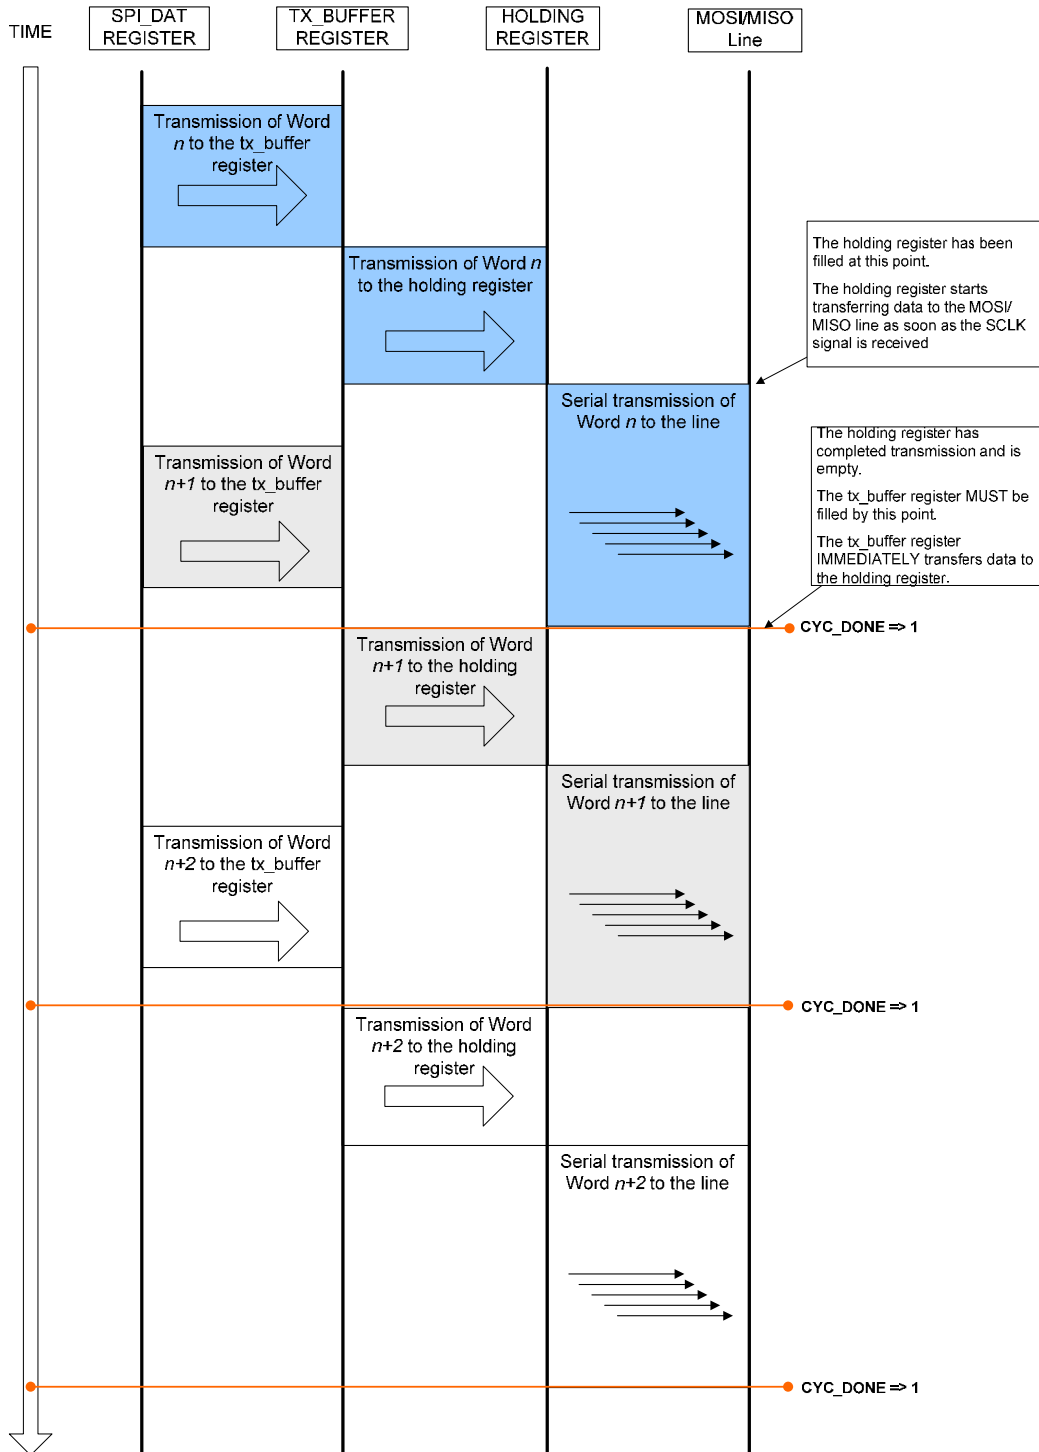 TIME
SPI_DAT
REGISTER
TX_BUFFER
REGISTER
HOLDING
REGISTER
MOSI/MISO
Line
Transmission of Word
n to the tx_buffer
register
Transmission of Word n
to the holding register
The holding register has been
filled at this point.
The holding register starts
transferring data to the MOSI/
MISO line as soon as the SCLK
signal is received
Serial transmission of
Word n to the line
The holding register has
completed transmission and is
empty.
The tx_buffer register MUST be
filled by this point.
The tx_buffer register
IMMEDIATELY transfers data to
the holding register.
Transmission of Word
n+1 to the tx_buffer
register
CYC_DONE => 1
Transmission of Word
n+1 to the holding
register
Serial transmission of
Word n+1 to the line
Transmission of Word
n+2 to the tx_buffer
register
CYC_DONE => 1
Transmission of Word
n+2 to the holding
register
Serial transmission of
Word n+2 to the line
CYC_DONE => 1